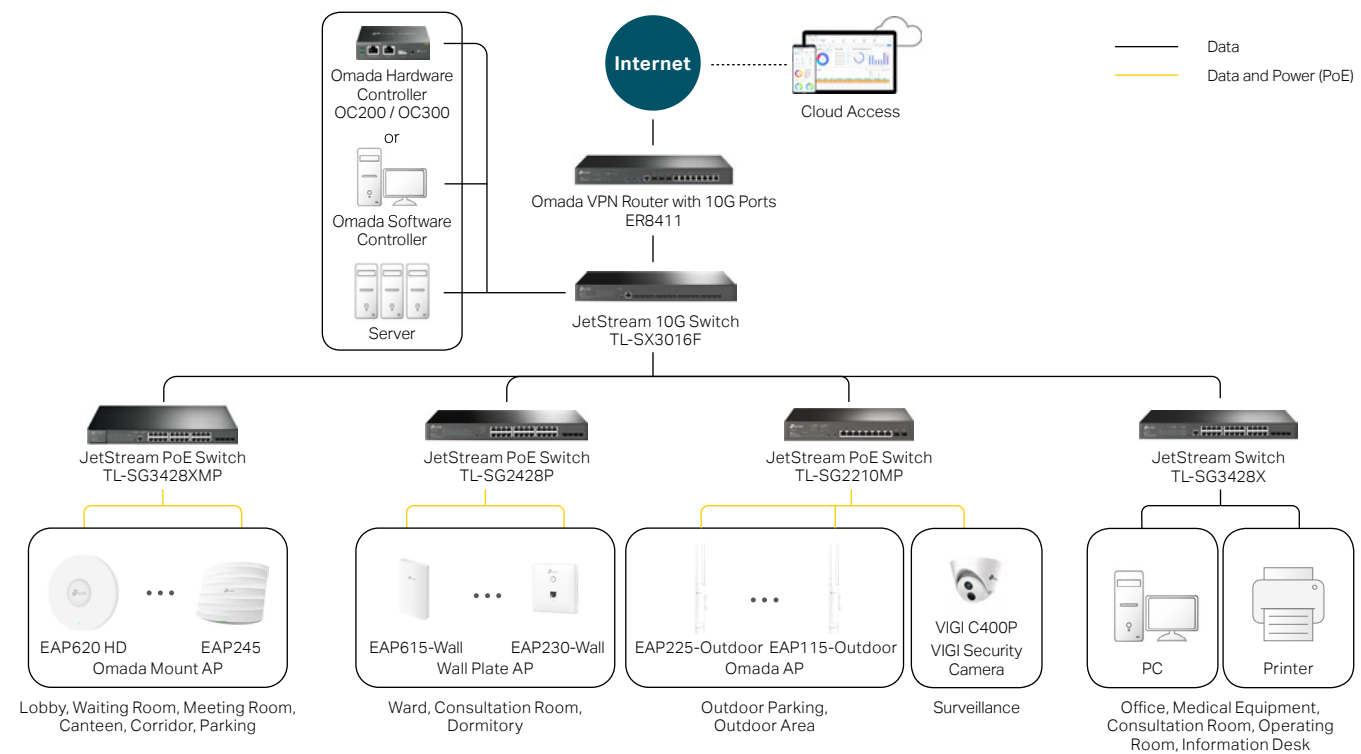 Omada Hardware
Controller
OC200 / OC300
or
Omada Software
Controller
Server
Internet
Cloud Access
Data
Data and Power (PoE)
Omada VPN Router with 10G Ports
ER8411
JetStream 10G Switch
TL-SX3016F
JetStream PoE Switch
TL-SG3428XMP
JetStream PoE Switch
TL-SG2428P
JetStream PoE Switch
TL-SG2210MP
JetStream Switch
TL-SG3428X
EAP620 HD
EAP245
Omada Mount AP
EAP615-Wall
EAP230-Wall
Wall Plate AP
EAP225-Outdoor
EAP115-Outdoor
Omada AP
VIGI C400P
VIGI Security
Camera
PC
Printer
Lobby, Waiting Room, Meeting Room,
Canteen, Corridor, Parking
Ward, Consultation Room,
Dormitory
Outdoor Parking,
Outdoor Area
Surveillance
Office, Medical Equipment,
Consultation Room, Operating
Room, Information Desk